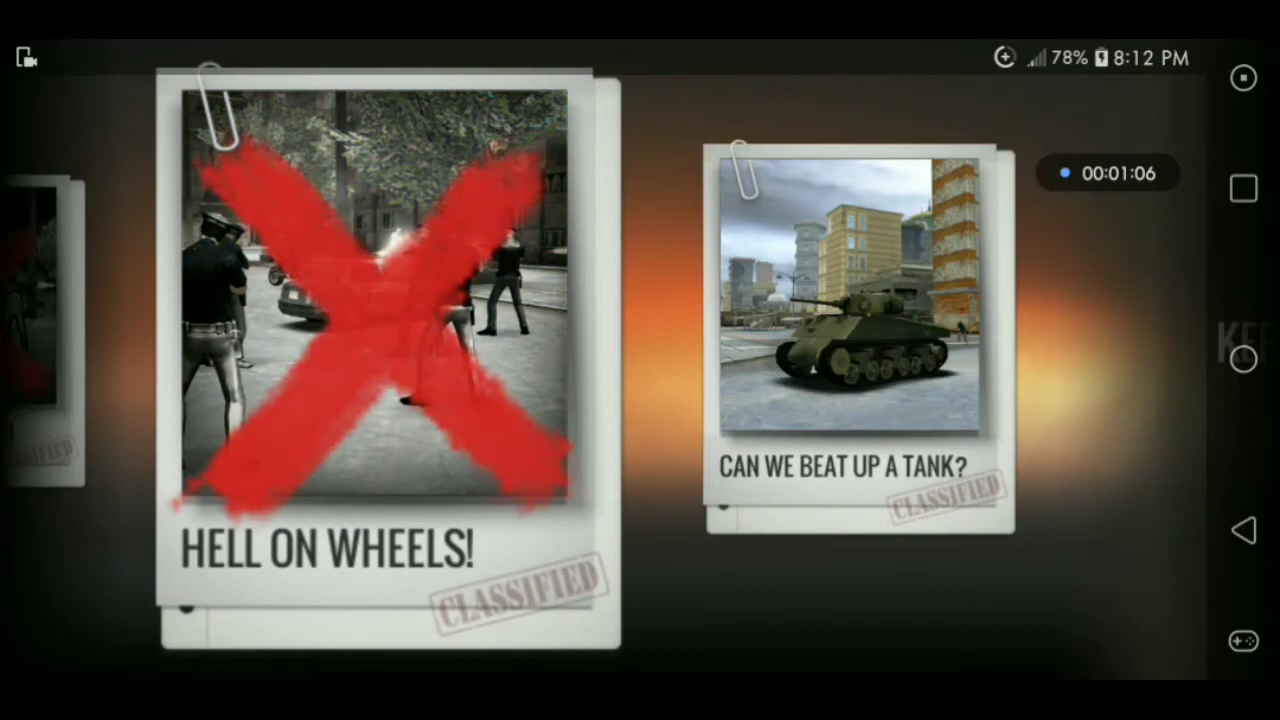 78% 8:12 PM
00:01:06
CAN WE BEAT UP A TANK?
CLASSIFIED
HELL ON WHEELS!
CLASSIFIED